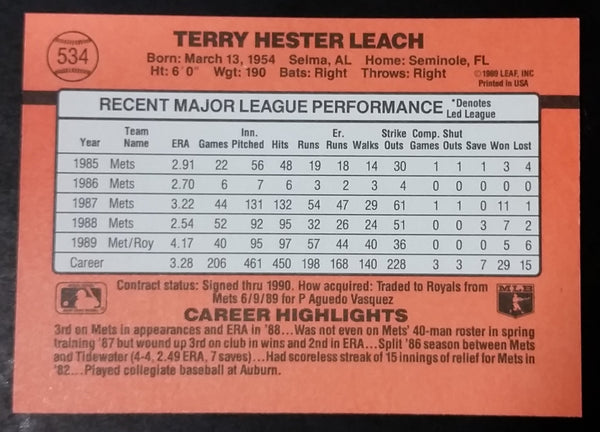 534
TERRY HESTER LEACH
Born: March 13, 1954 Selma, AL Home: Seminole, FL
Ht: 6' 0" Wgt: 190 Bats: Right Throws: Right
©1989 LEAF, INC
Printed in USA
RECENT MAJOR LEAGUE PERFORMANCE *Denotes Led League
Year Team Name ERA Games Inn. Pitched Hits Runs Er. Runs Walks Strike Outs Comp. Games Shut Outs Save Won Lost
1985 Mets 2.91 22 56 48 19 18 14 30 1 1 1 3 4
1986 Mets 2.70 6 7 6 3 2 3 4 0 0 0 0 0
1987 Mets 3.22 44 131 132 54 47 29 61 1 1 0 11 1
1988 Mets 2.54 52 92 95 32 26 24 51 0 0 3 7 2
1989 Met/Roy 4.17 40 95 97 57 44 40 36 0 0 0 5 6
Career 3.28 206 461 450 198 168 140 228 3 3 7 29 15
Contract status: Signed thru 1990. How acquired: Traded to Royals from
Mets 6/9/89 for P Aguedo Vasquez
MLB
CAREER HIGHLIGHTS
3rd on Mets in appearances and ERA in '88...Was not even on Mets' 40-man roster in spring
training '87 but wound up 3rd on club in wins and 2nd in ERA...Split '86 season between Mets
and Tidewater (4-4, 2.49 ERA, 7 saves)...Had scoreless streak of 15 innings of relief for Mets in
'82...Played collegiate baseball at Auburn.